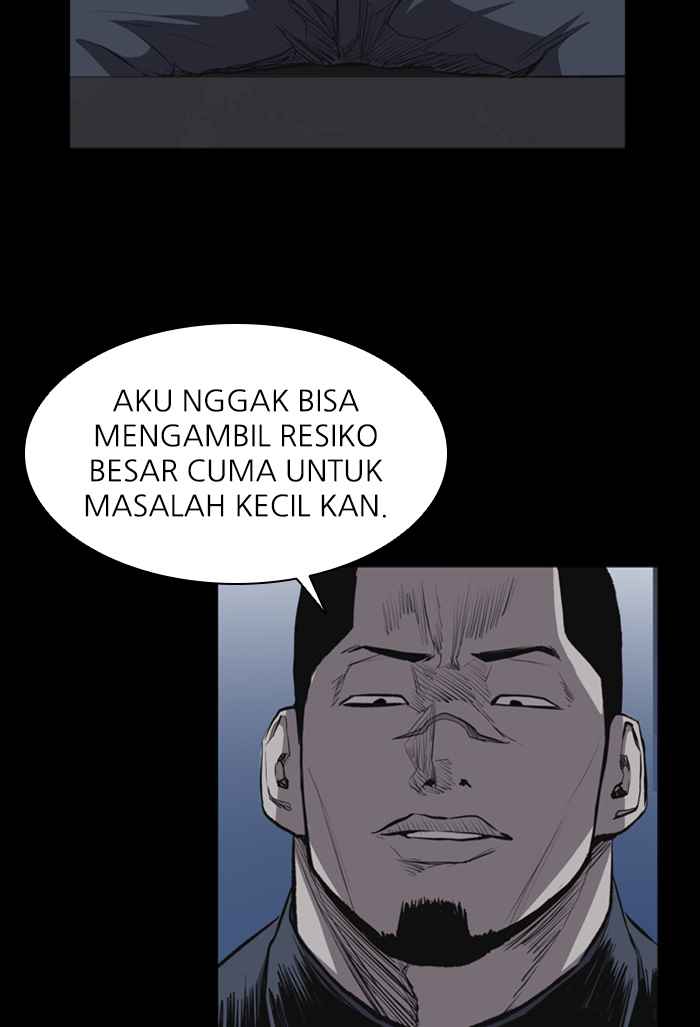 AKU NGGAK BISA
MENGAMBIL RESIKO
BESAR CUMA UNTUK
MASALAH KECIL KAN.